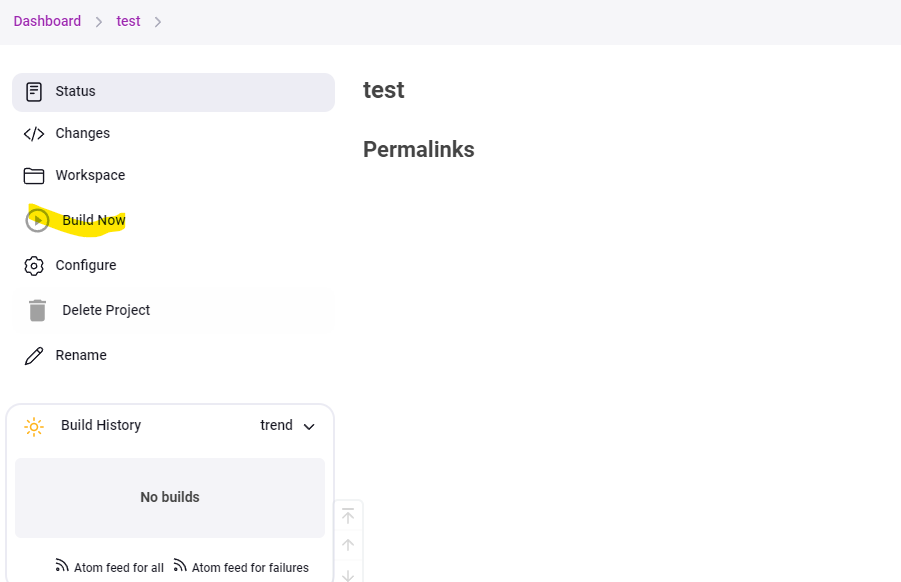 Dashboard > test >
Status
Changes
Workspace
Build Now
Configure
Delete Project
Rename
test
Permalinks
Build History trend
No builds
Atom feed for all Atom feed for failures